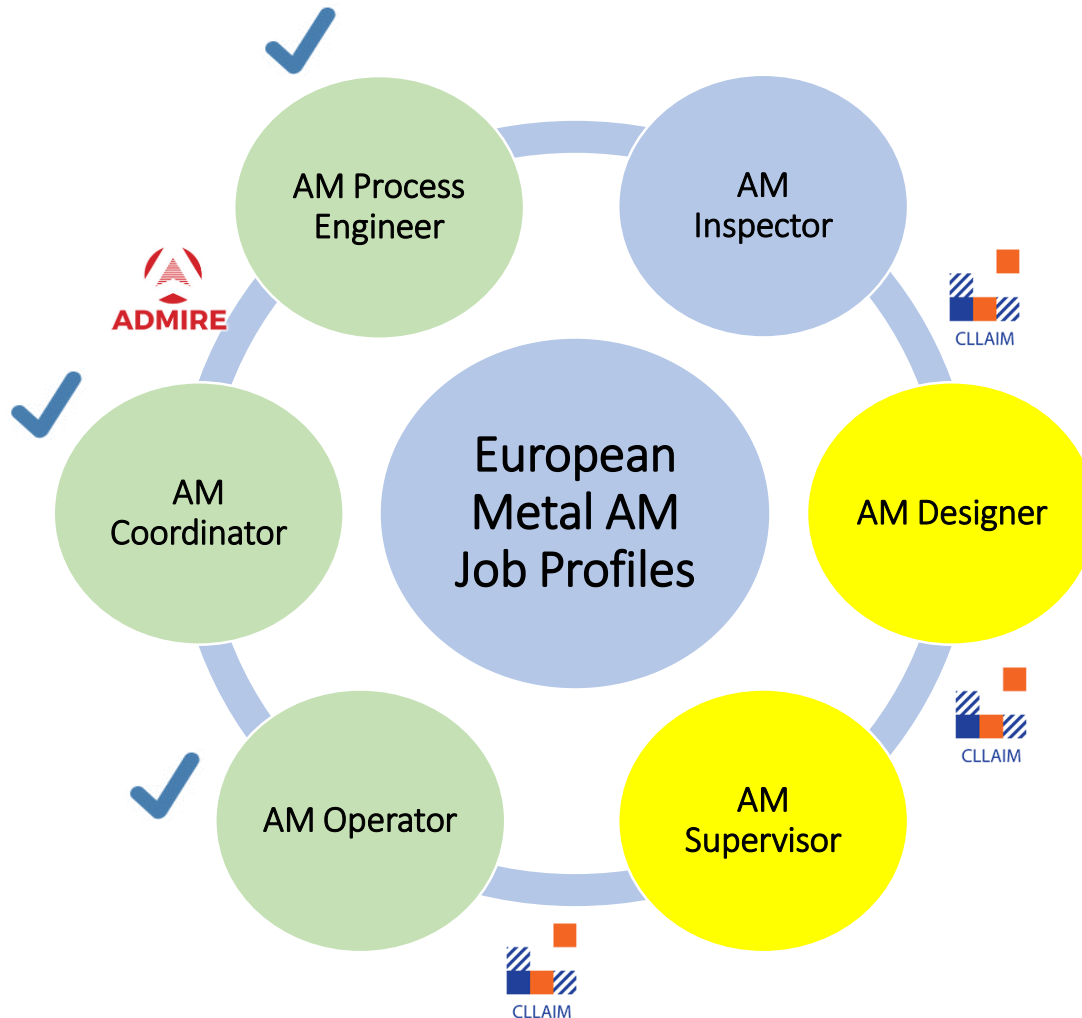 AM Process
Engineer
AM
Inspector
ADMIRE
CLLAIM
AM
Coordinator
European
Metal AM
Job Profiles
AM Designer
CLLAIM
AM Operator
AM
Supervisor
CLLAIM